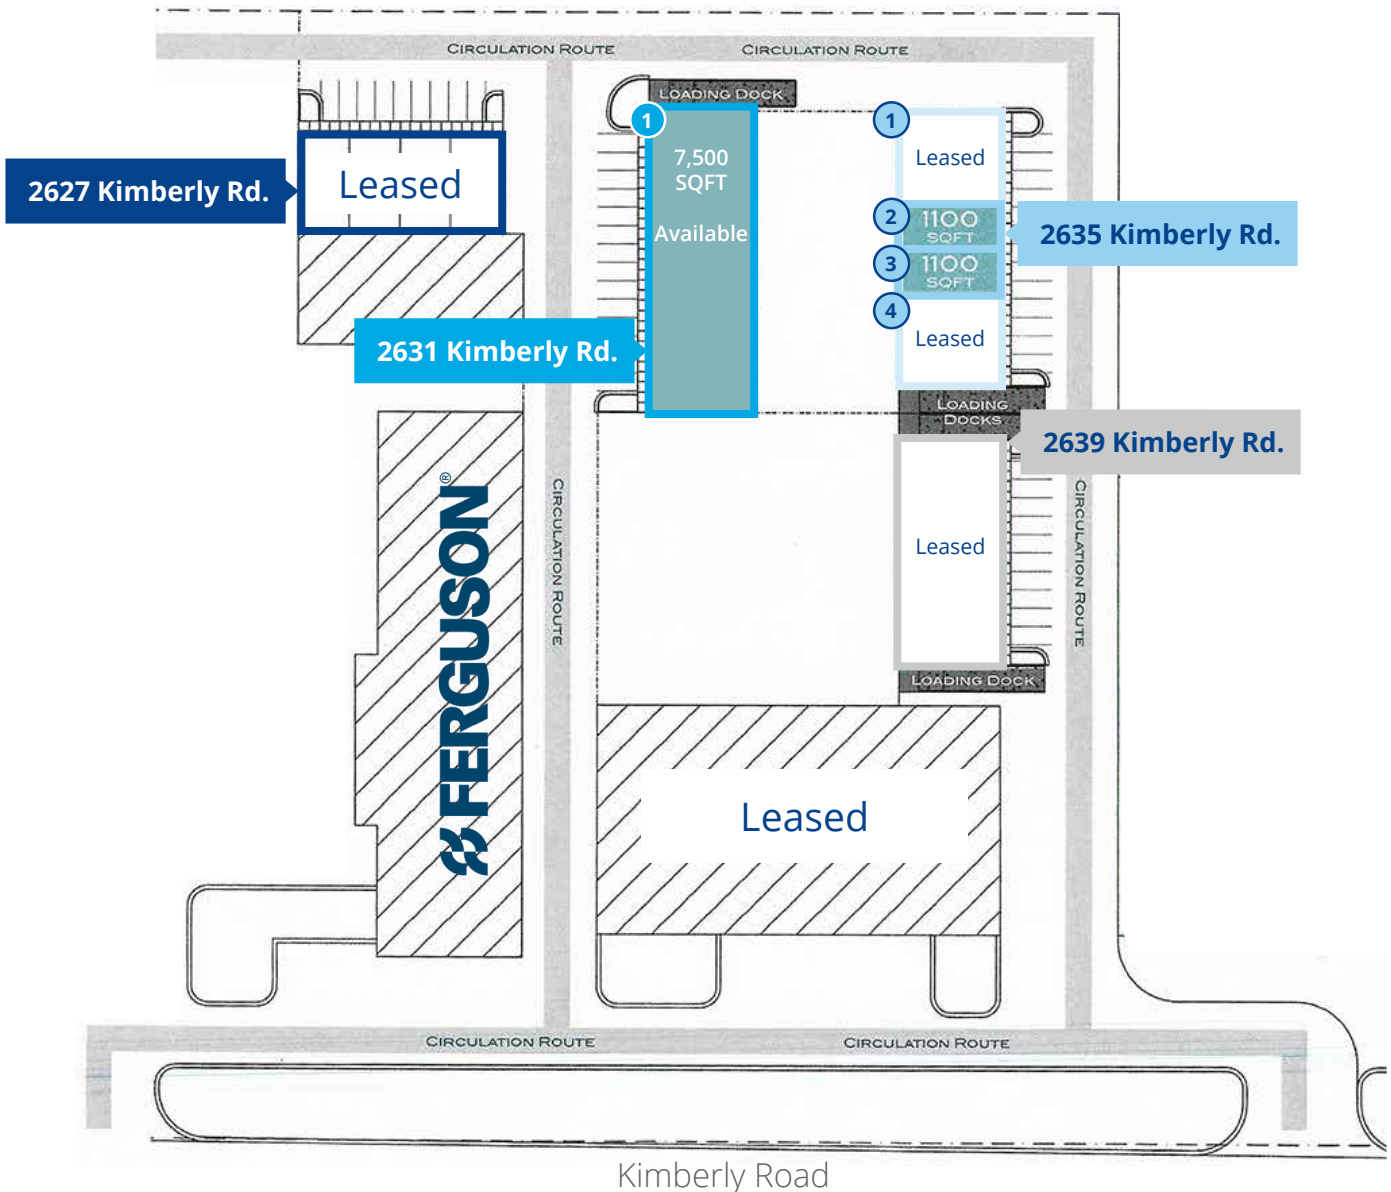 CIRCULATION ROUTE
CIRCULATION ROUTE
LOADING DOCK
1
7,500
SQFT
Available
1
Leased
2627 Kimberly Rd.
Leased
2
1100
SQFT
2635 Kimberly Rd.
3
1100
SQFT
4
Leased
2631 Kimberly Rd.
LOADING
DOCKS
2639 Kimberly Rd.
FERGUSON®
CIRCULATION ROUTE
CIRCULATION ROUTE
Leased
LOADING DOCK
Leased
CIRCULATION ROUTE
CIRCULATION ROUTE
Kimberly Road